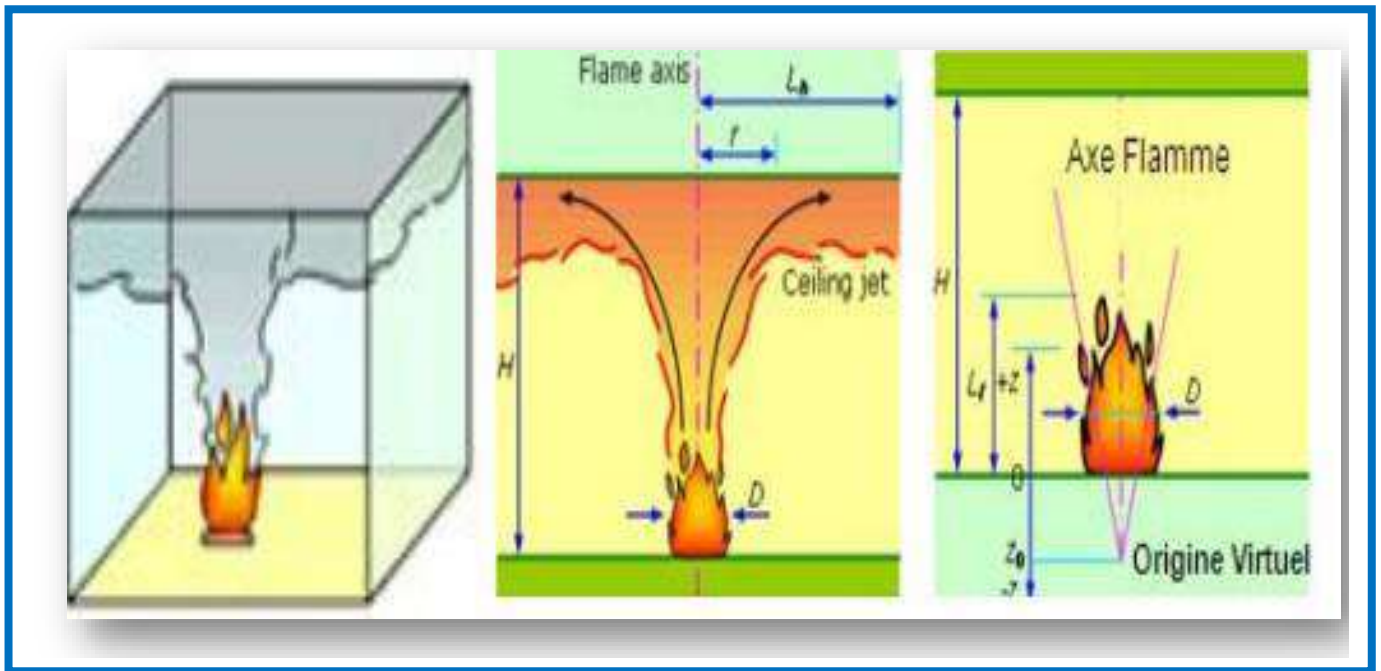 Flame axis
Lh
r
H
Ceiling jet
D
Axe Flamme
H
Lf
+z
D
0
z0
-z
Origine Virtuel